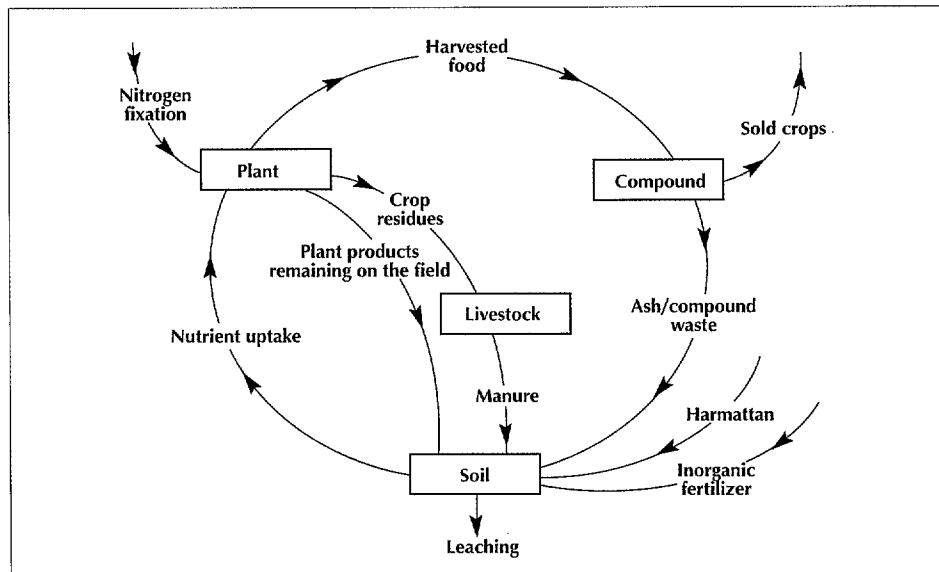 Harvested
food
Nitrogen
fixation
Sold crops
Plant
Compound
Crop
residues
Plant products
remaining on the field
Livestock
Ash/compound
waste
Nutrient uptake
Manure
Harmattan
Soil
Inorganic
fertilizer
Leaching